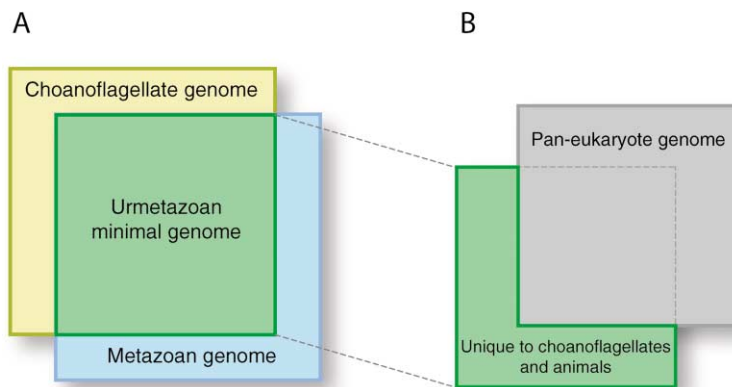 A
B
Choanoflagellate genome
Urmetazoan
minimal genome
Metazoan genome
Pan-eukaryote genome
Unique to choanoflagellates
and animals